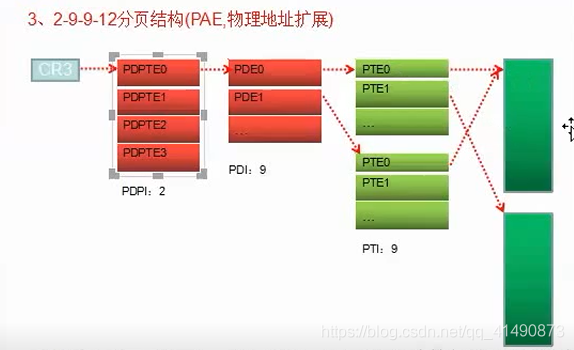 3、2-9-9-12分页结构(PAE,物理地址扩展)
CR3
PDPTE0
PDPTE1
PDPTE2
PDPTE3
PDPI：2
PDE0
PDE1
...
PDI：9
PTE0
PTE1
...
PTE0
PTE1
...
PTI：9
https://blog.csdn.net/qq_41490873